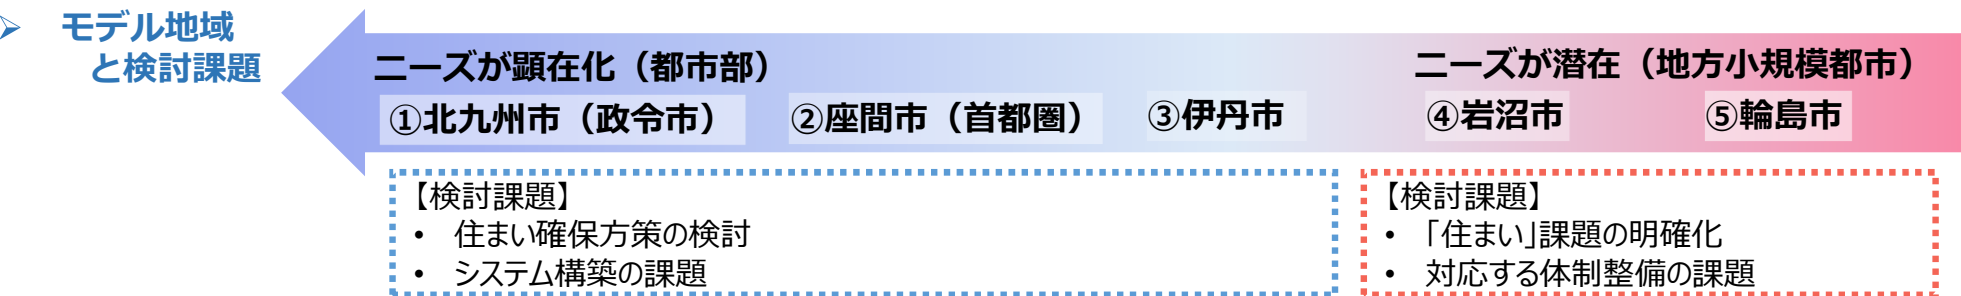 ➢ モデル地域
と検討課題
ニーズが顕在化（都市部）
ニーズが潜在（地方小規模都市）
①北九州市（政令市）
②座間市（首都圏）
③伊丹市
④岩沼市
⑤輪島市
【検討課題】
• 住まい確保方策の検討
• システム構築の課題
【検討課題】
• 「住まい」課題の明確化
• 対応する体制整備の課題